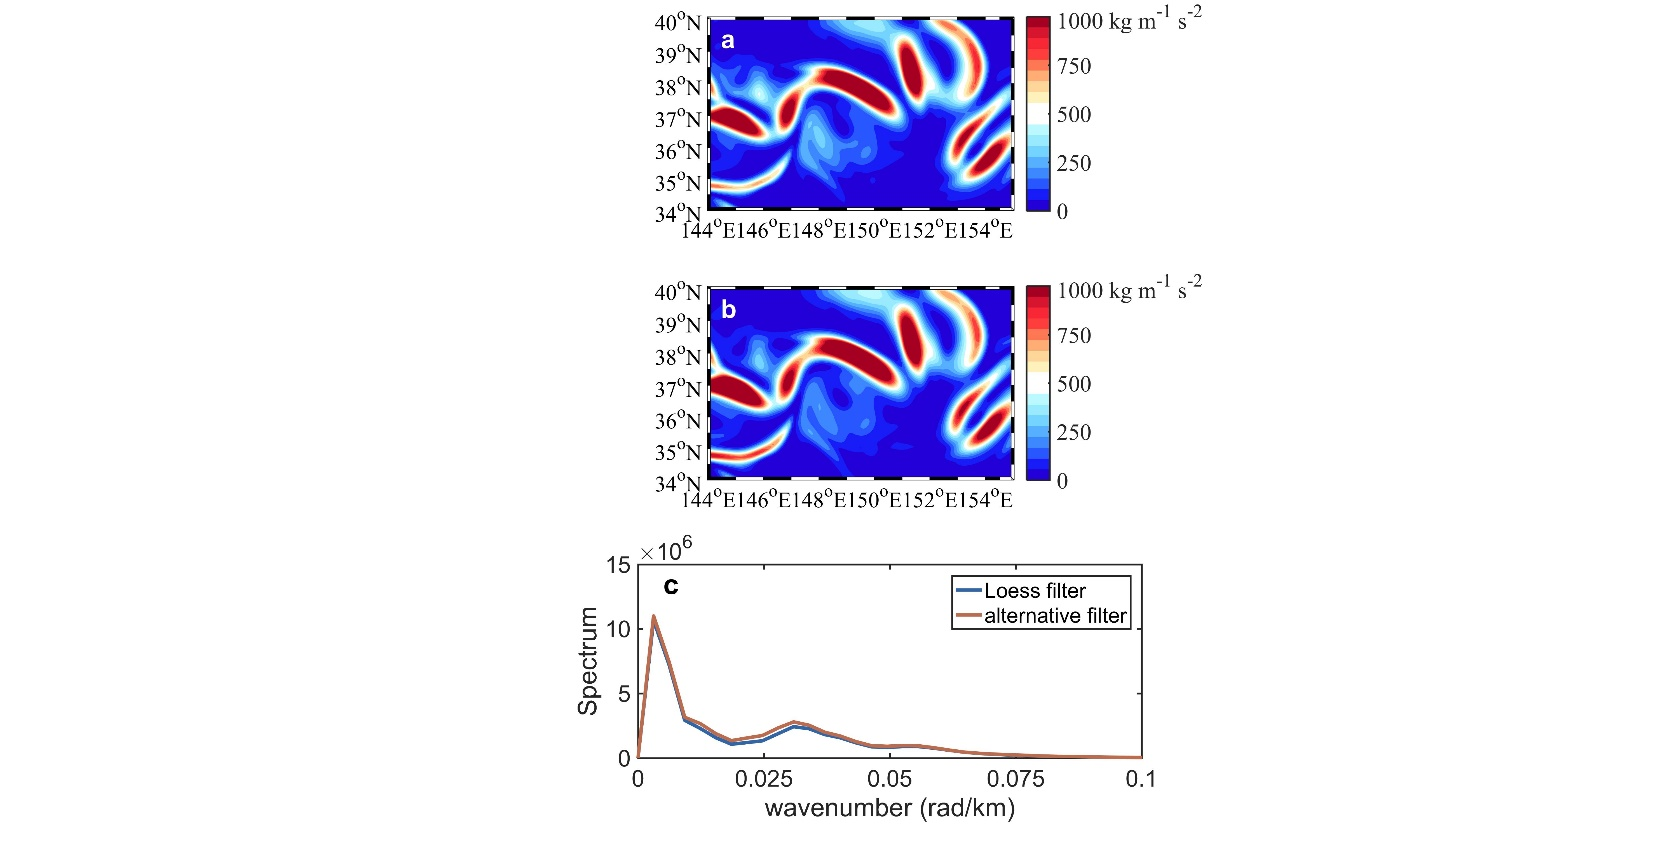 a
40°N
39°N
38°N
37°N
36°N
35°N
34°N
144°E146°E148°E150°E152°E154°E
1000 kg m⁻¹ s⁻²
750
500
250
0
b
40°N
39°N
38°N
37°N
36°N
35°N
34°N
144°E146°E148°E150°E152°E154°E
1000 kg m⁻¹ s⁻²
750
500
250
0
c
×10⁶
15
10
5
0
Spectrum
Loess filter
alternative filter
0 0.025 0.05 0.075 0.1
wavenumber (rad/km)